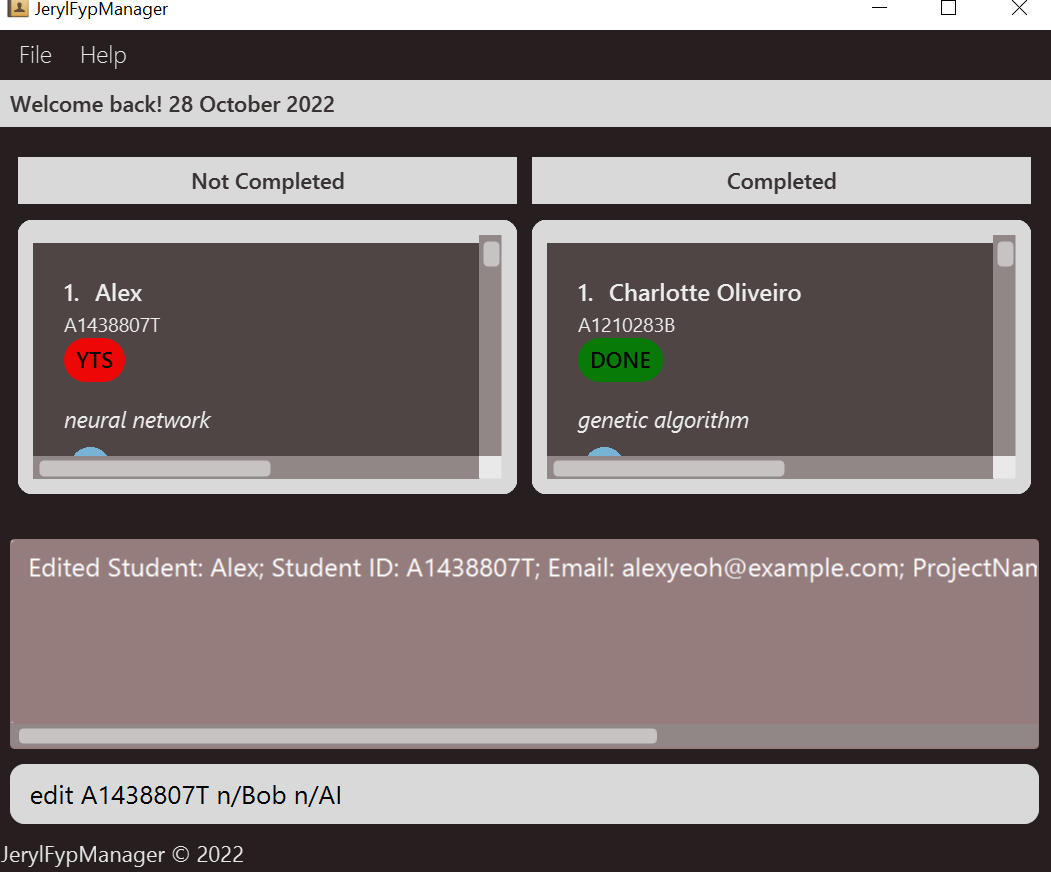 JerylFypManager
File Help
Welcome back! 28 October 2022
Not Completed
Completed
1. Alex
A1438807T
YTS
neural network
1. Charlotte Oliveiro
A1210283B
DONE
genetic algorithm
Edited Student: Alex; Student ID: A1438807T; Email: alexyeoh@example.com; ProjectNam
edit A1438807T n/Bob n/AI
JerylFypManager © 2022